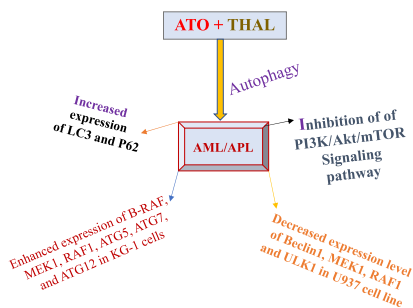 ATO + THAL
Autophagy
Increased
expression
of LC3 and P62
AML/APL
Inhibition of of
PI3K/Akt/mTOR
Signaling
pathway
Enhanced expression of B-RAF,
MEK1, RAF1, ATG5, ATG7,
and ATG12 in KG-1 cells
Decreased expression level
of Beclin1, MEK1, RAF1
and ULK1 in U937 cell line